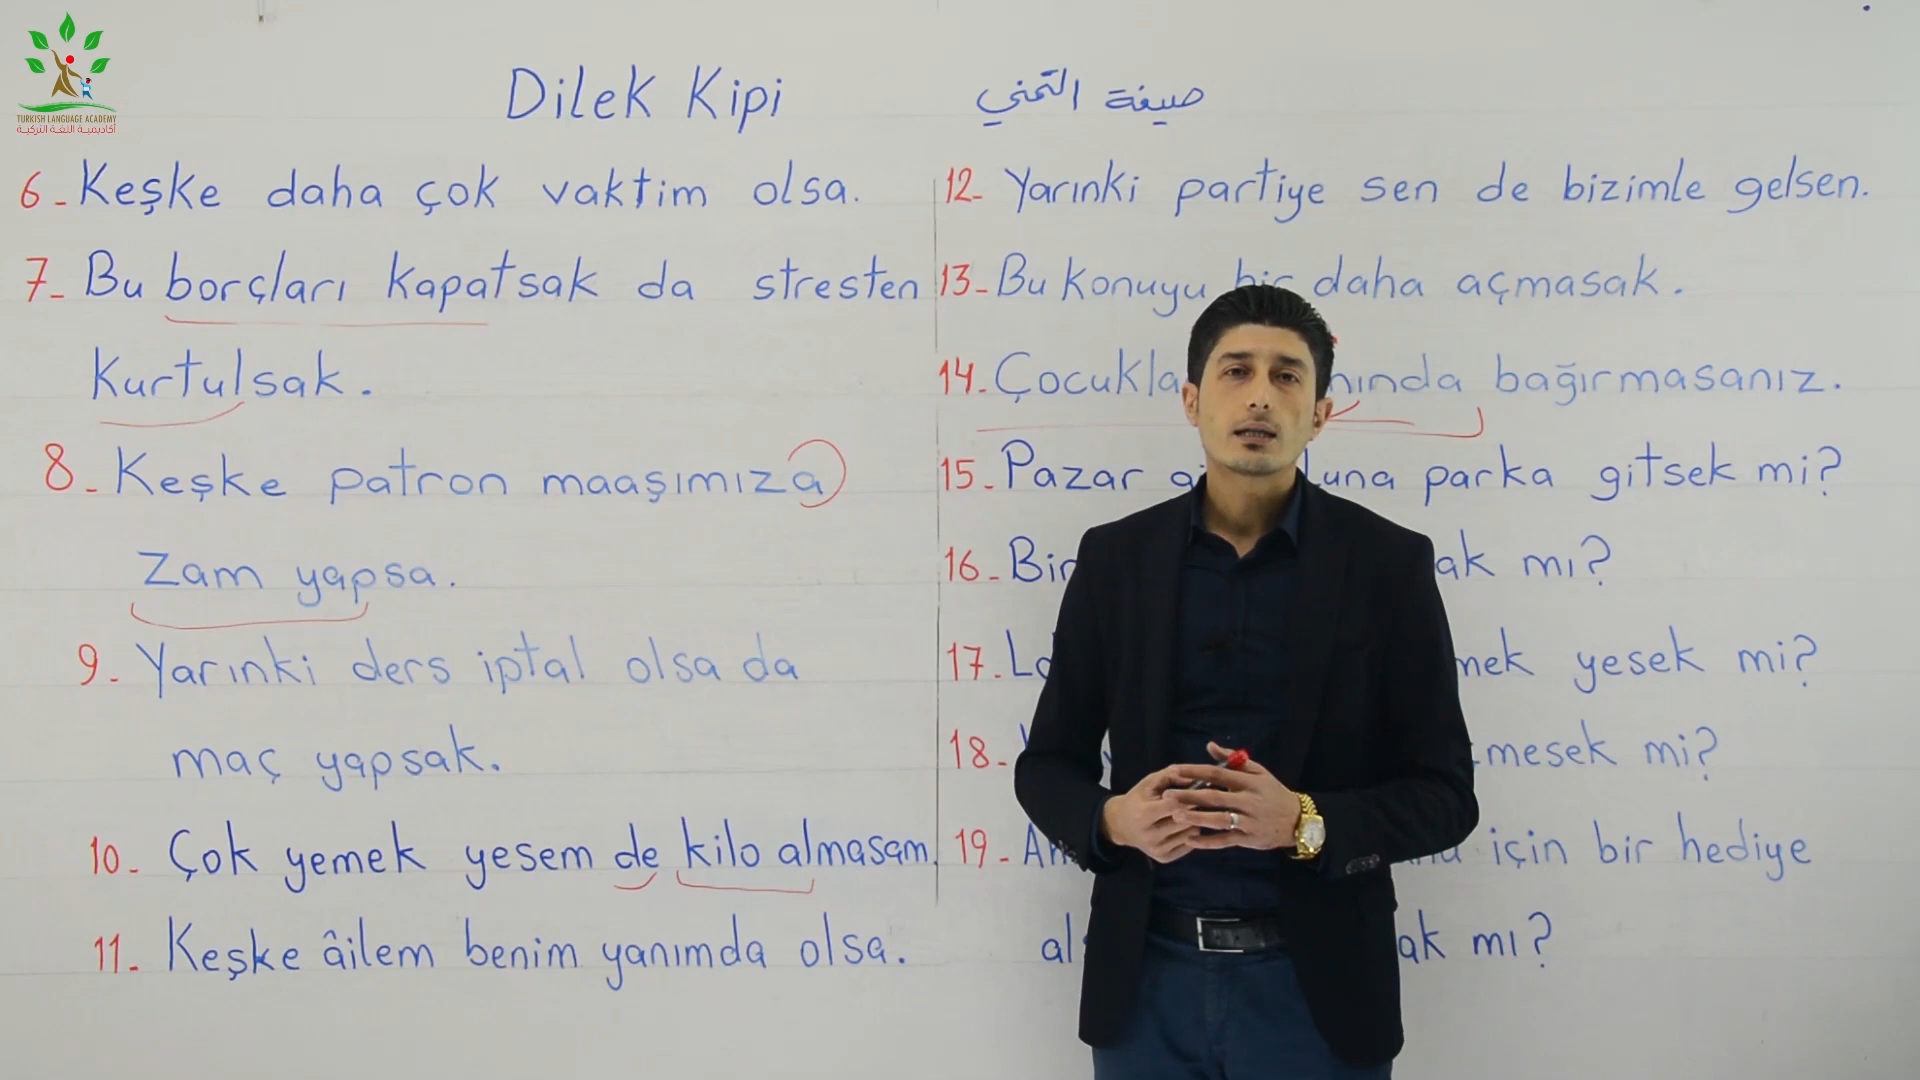 TURKISH LANGUAGE ACADEMY
أكاديمية اللغة التركية
Dilek Kipi
صيغة التمني
6- Keşke daha çok vaktim olsa.
7- Bu borçları kapatsak da stresten
kurtulsak.
8- Keşke patron maaşımıza
zam yapsa.
9- Yarınki ders iptal olsa da
maç yapsak.
10- Çok yemek yesem de kilo almasam.
11- Keşke âilem benim yanımda olsa.
12- Yarınki partiye sen de bizimle gelsen.
13- Bu konuyu bir daha açmasak.
14- bağırmasanız.
15- Pazar parka gitsek mi?
16- mı?
17- yesek mi?
18- mi?
19- için bir hediye
mı?